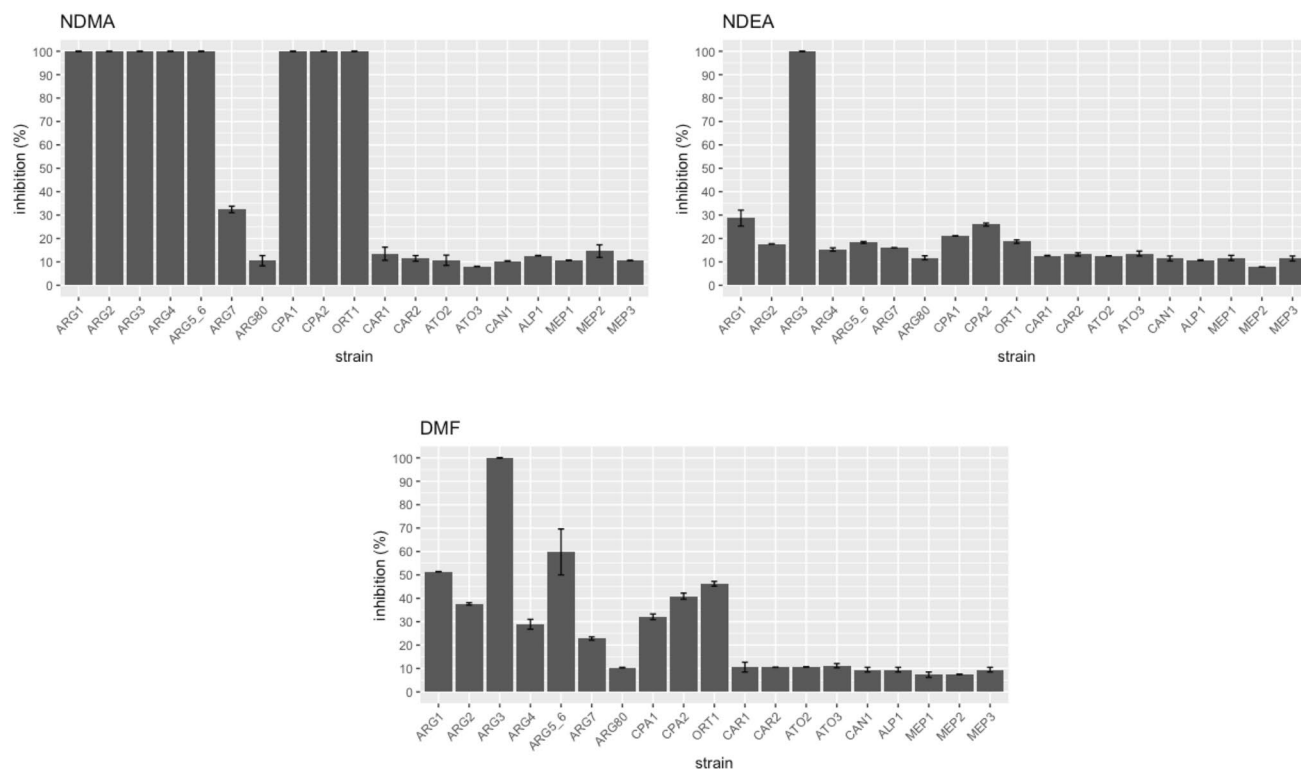 NDMA
inhibition (%)
100
90
80
70
60
50
40
30
20
10
0
ARG1 ARG2 ARG3 ARG4 ARG5_6 ARG7 ARG80 CPA1 CPA2 ORT1 CAR1 CAR2 ATO2 ATO3 CAN1 ALP1 MEP1 MEP2 MEP3
strain
NDEA
inhibition (%)
100
90
80
70
60
50
40
30
20
10
0
ARG1 ARG2 ARG3 ARG4 ARG5_6 ARG7 ARG80 CPA1 CPA2 ORT1 CAR1 CAR2 ATO2 ATO3 CAN1 ALP1 MEP1 MEP2 MEP3
strain
DMF
inhibition (%)
100
90
80
70
60
50
40
30
20
10
0
ARG1 ARG2 ARG3 ARG4 ARG5_6 ARG7 ARG80 CPA1 CPA2 ORT1 CAR1 CAR2 ATO2 ATO3 CAN1 ALP1 MEP1 MEP2 MEP3
strain